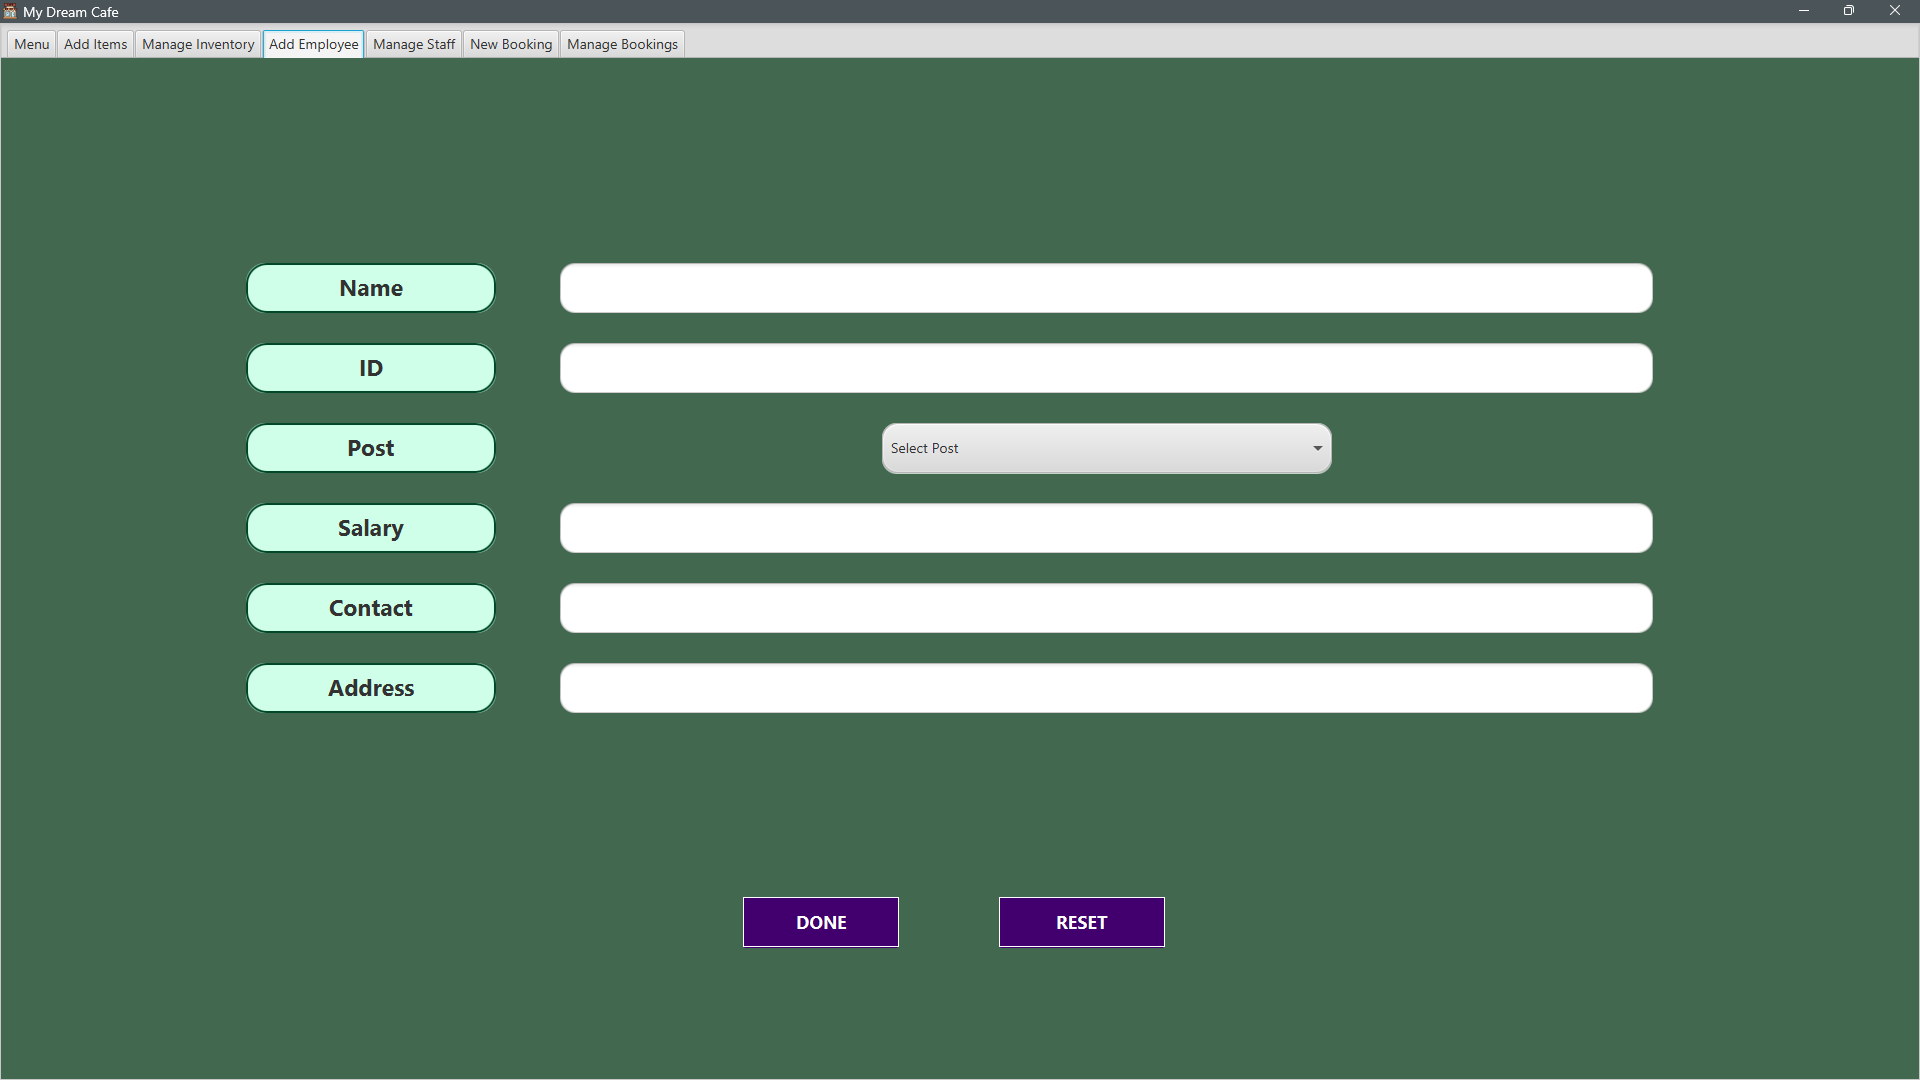 My Dream Cafe
Menu Add Items Manage Inventory Add Employee Manage Staff New Booking Manage Bookings
Name
ID
Post Select Post
Salary
Contact
Address
DONE RESET